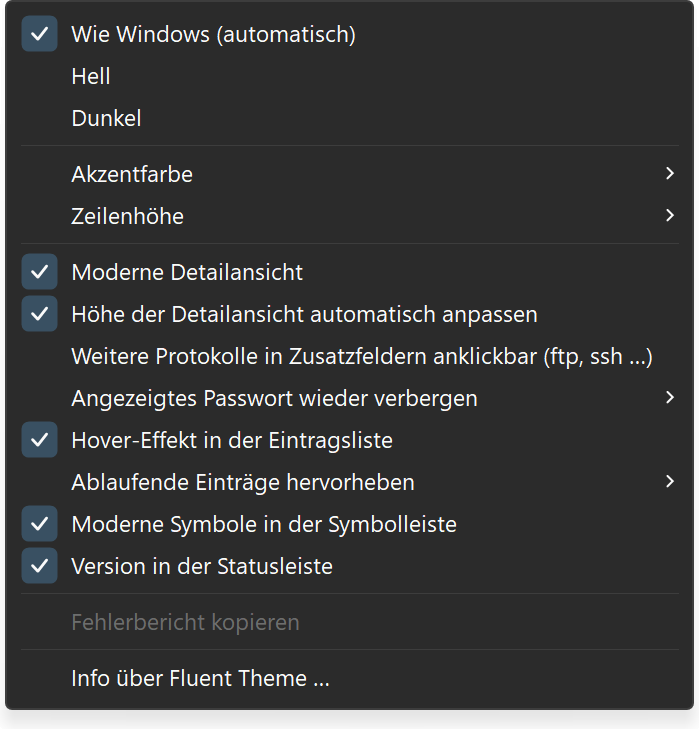 Wie Windows (automatisch)
Hell
Dunkel
Akzentfarbe
Zeilenhöhe
Moderne Detailansicht
Höhe der Detailansicht automatisch anpassen
Weitere Protokolle in Zusatzfeldern anklickbar (ftp, ssh ...)
Angezeigtes Passwort wieder verbergen
Hover-Effekt in der Eintragsliste
Ablaufende Einträge hervorheben
Moderne Symbole in der Symbolleiste
Version in der Statusleiste
Fehlerbericht kopieren
Info über Fluent Theme ...